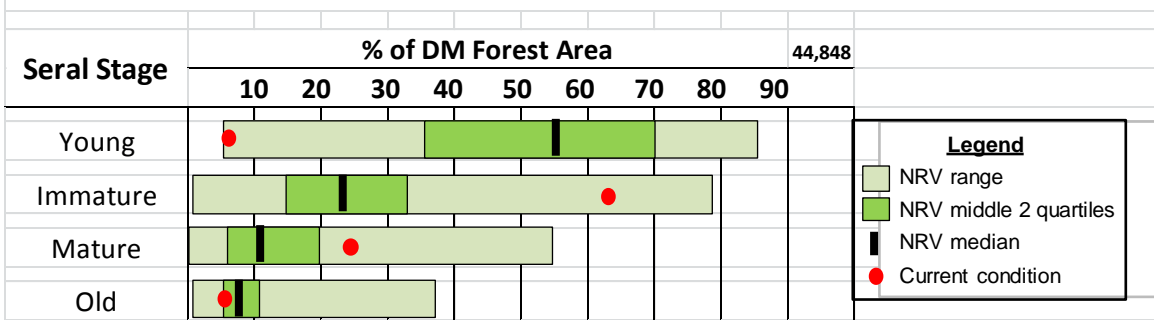 % of DM Forest Area 44,848
Seral Stage
10 20 30 40 50 60 70 80 90
Young
Immature
Mature
Old
Legend
NRV range
NRV middle 2 quartiles
NRV median
Current condition